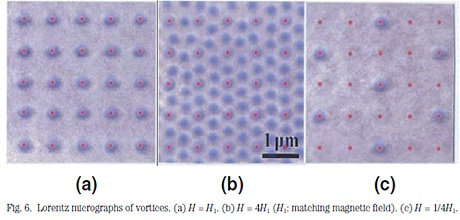 1 μm
(a)
(b)
(c)
Fig. 6. Lorentz micrographs of vortices. (a) H = H₁. (b) H = 4H₁ (H₁: matching magnetic field). (c) H = 1/4H₁.